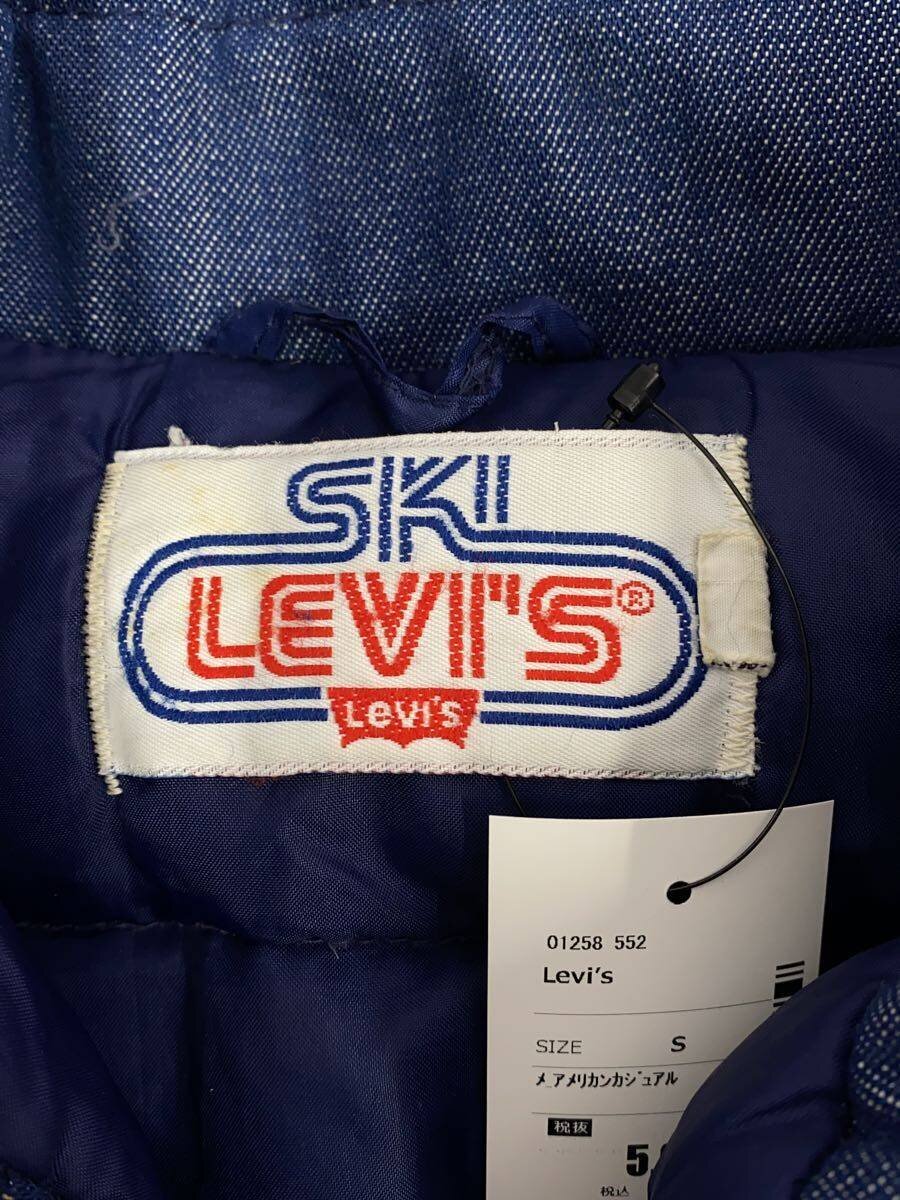 SKI
LEVI'S®
Levi's
01258 552
Levi's
SIZE S
メ_アメリカンカジュアル
税抜
税込